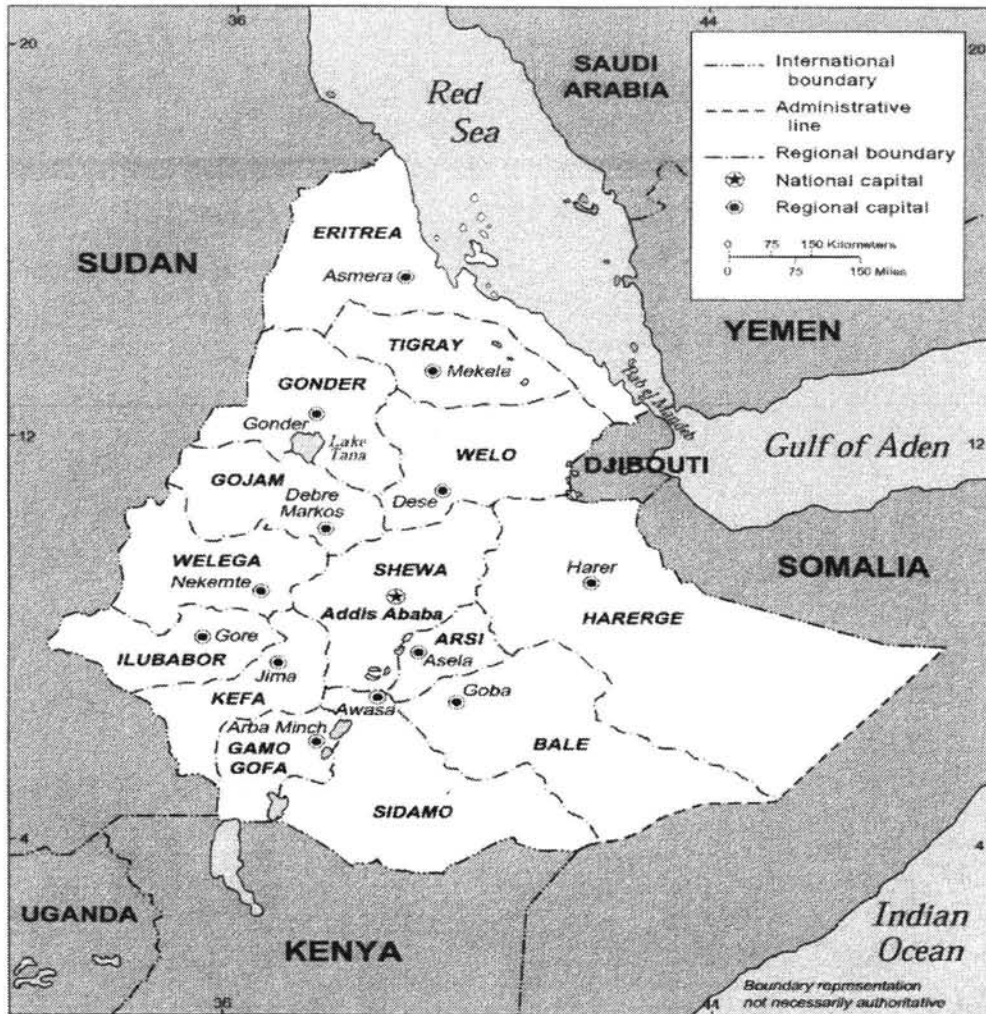 36
44
20
20
Red
Sea
SAUDI
ARABIA
International
boundary
Administrative
line
Regional boundary
National capital
Regional capital
0 75 150 Kilometers
0 75 150 Miles
SUDAN
ERITREA
Asmera
YEMEN
TIGRAY
Mekele
GONDER
Gonder
Lake
Tana
Bab el Mandeb
12
12
Gulf of Aden
WELO
DJIBOUTI
GOJAM
Debre
Markos
Dese
WELEGA
Nekemte
SHEWA
Addis Ababa
Harer
HARERGE
SOMALIA
Gore
ILUBABOR
Jima
ARSI
Asela
KEFA
Awasa
Goba
Arba Minch
GAMO
GOFA
BALE
SIDAMO
4
4
UGANDA
KENYA
Indian
Ocean
36
44
Boundary representation
not necessarily authoritative